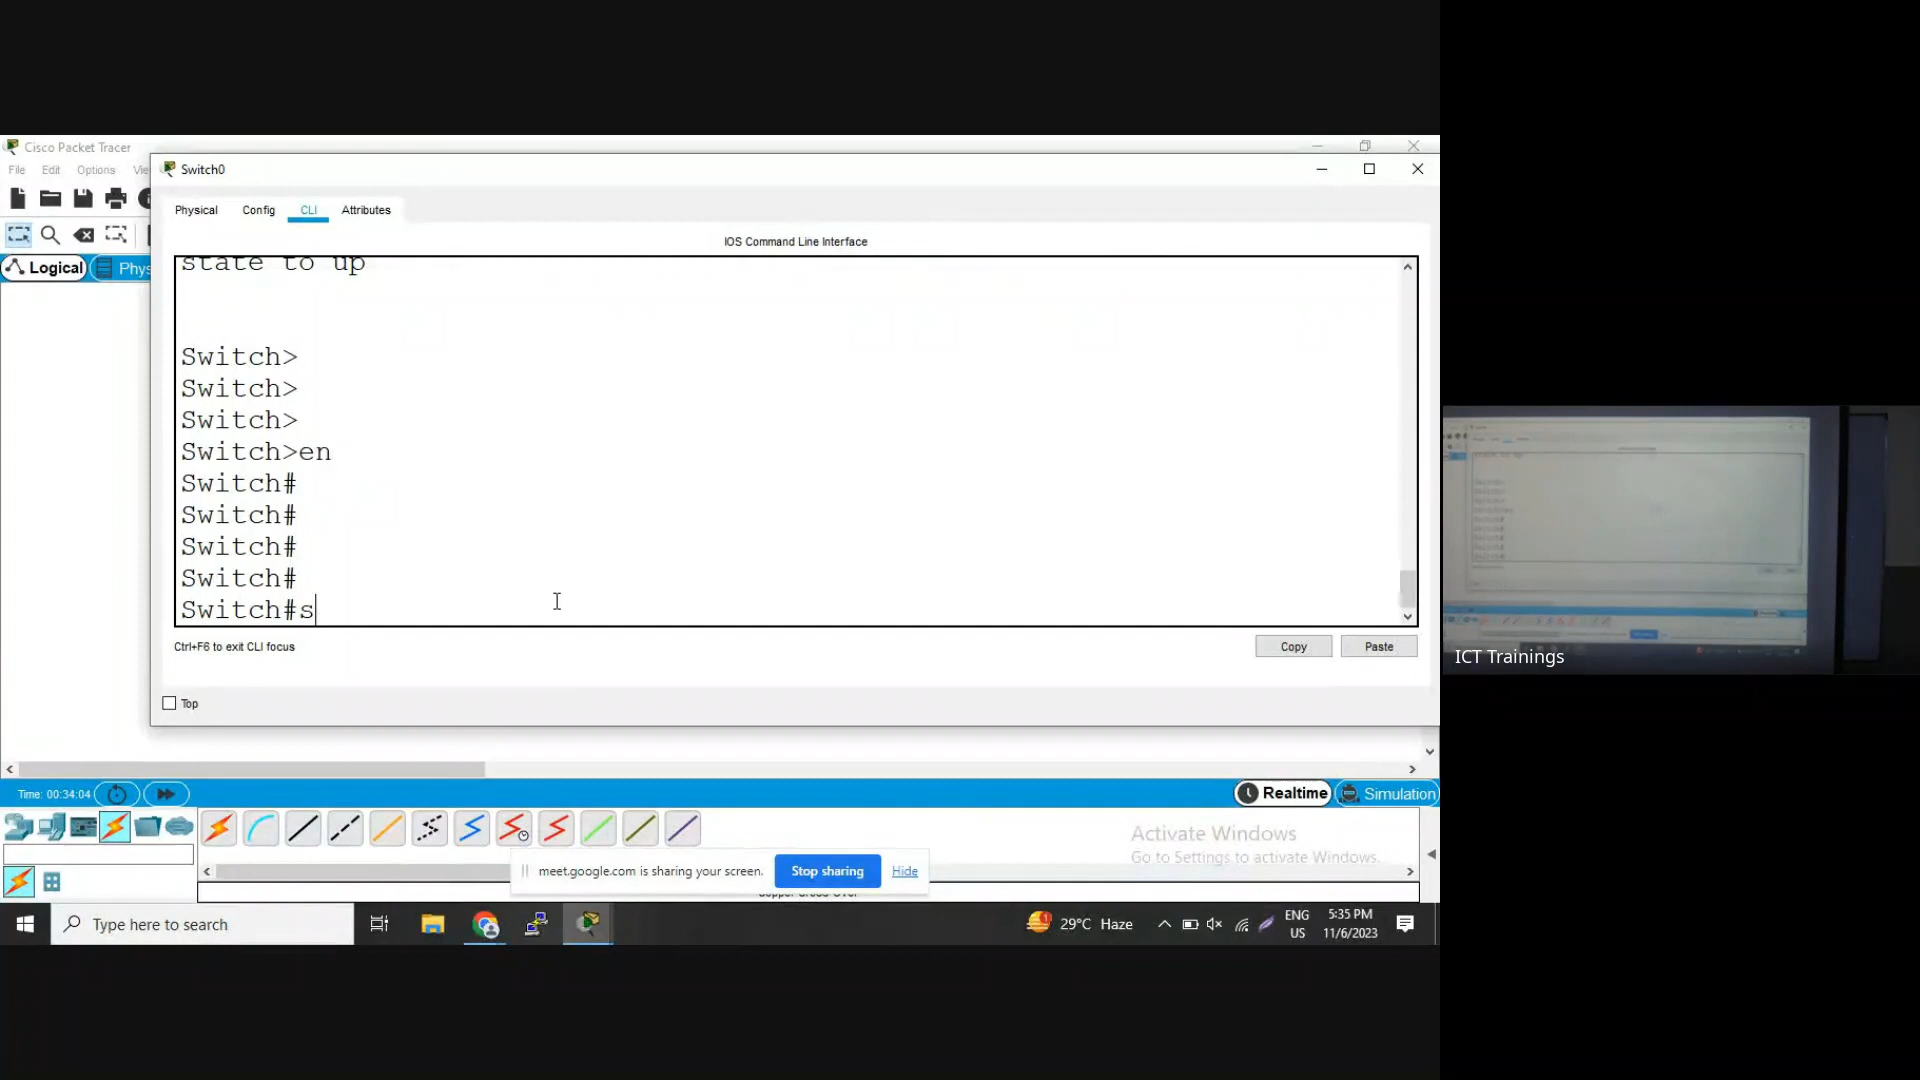 Cisco Packet Tracer
File Edit Options Vie
Switch0
Physical Config CLI Attributes
IOS Command Line Interface
Logical Phys
state to up
Switch>
Switch>
Switch>
Switch>en
Switch#
Switch#
Switch#
Switch#
Switch#s
Ctrl+F6 to exit CLI focus
Copy Paste
Top
ICT Trainings
Time: 00:34:04
Realtime Simulation
Activate Windows
Go to Settings to activate Windows.
meet.google.com is sharing your screen. Stop sharing Hide
Type here to search
29°C Haze
ENG
US
5:35 PM
11/6/2023